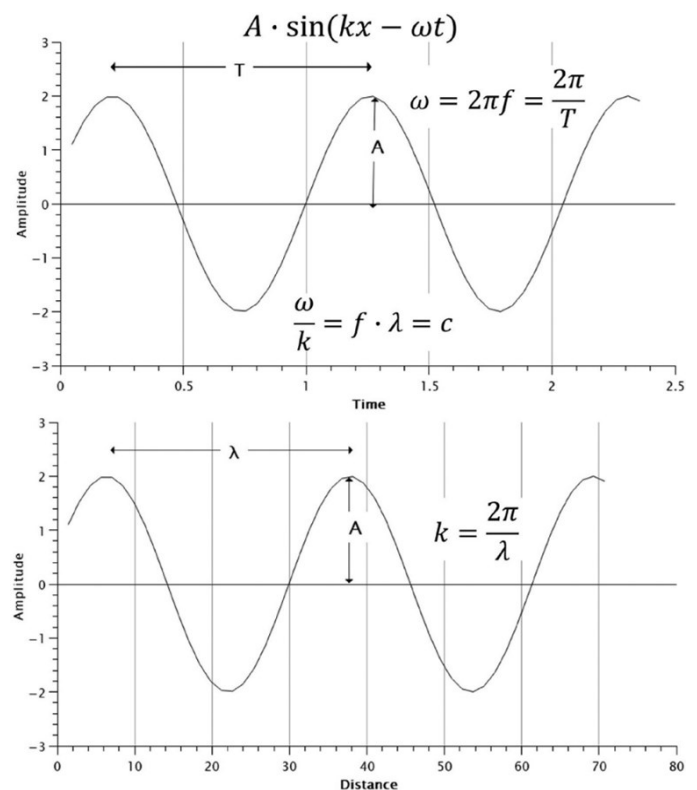 A · sin(kx − ωt)
3
T
ω = 2πf = 2π/T
2
A
1
Amplitude
0
−1
ω/k = f · λ = c
−2
−3
0 0.5 1 1.5 2 2.5
Time
3
λ
2
A
k = 2π/λ
1
Amplitude
0
−1
−2
−3
0 10 20 30 40 50 60 70 80
Distance